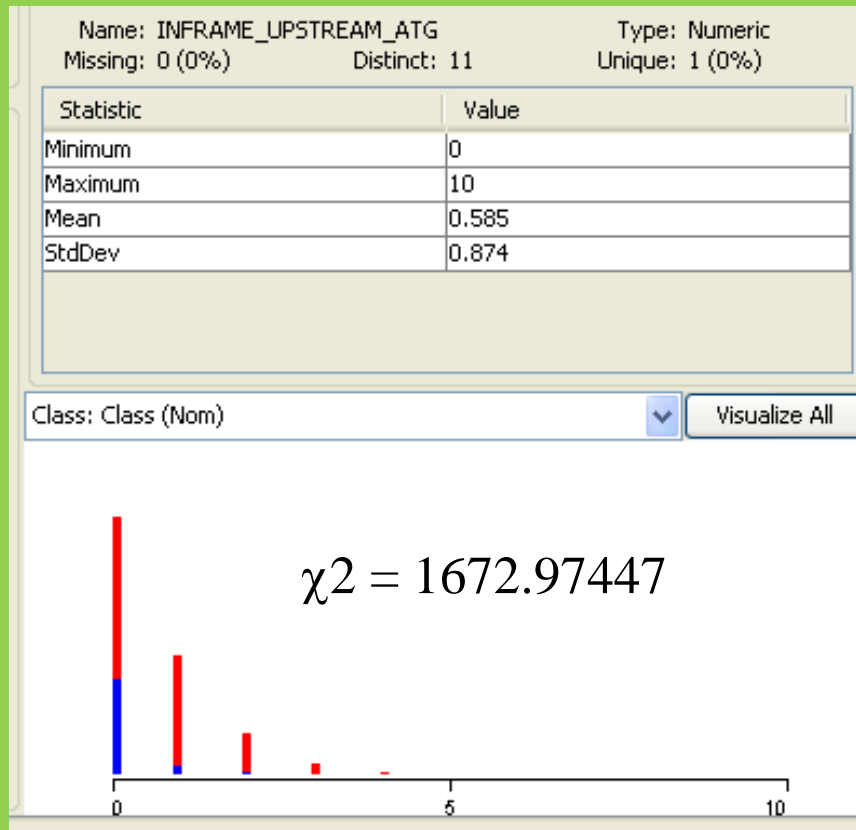 Name: INFRAME_UPSTREAM_ATG Type: Numeric
Missing: 0 (0%) Distinct: 11 Unique: 1 (0%)
Statistic Value
Minimum 0
Maximum 10
Mean 0.585
StdDev 0.874
Class: Class (Nom) Visualize All
χ2 = 1672.97447
0 5 10